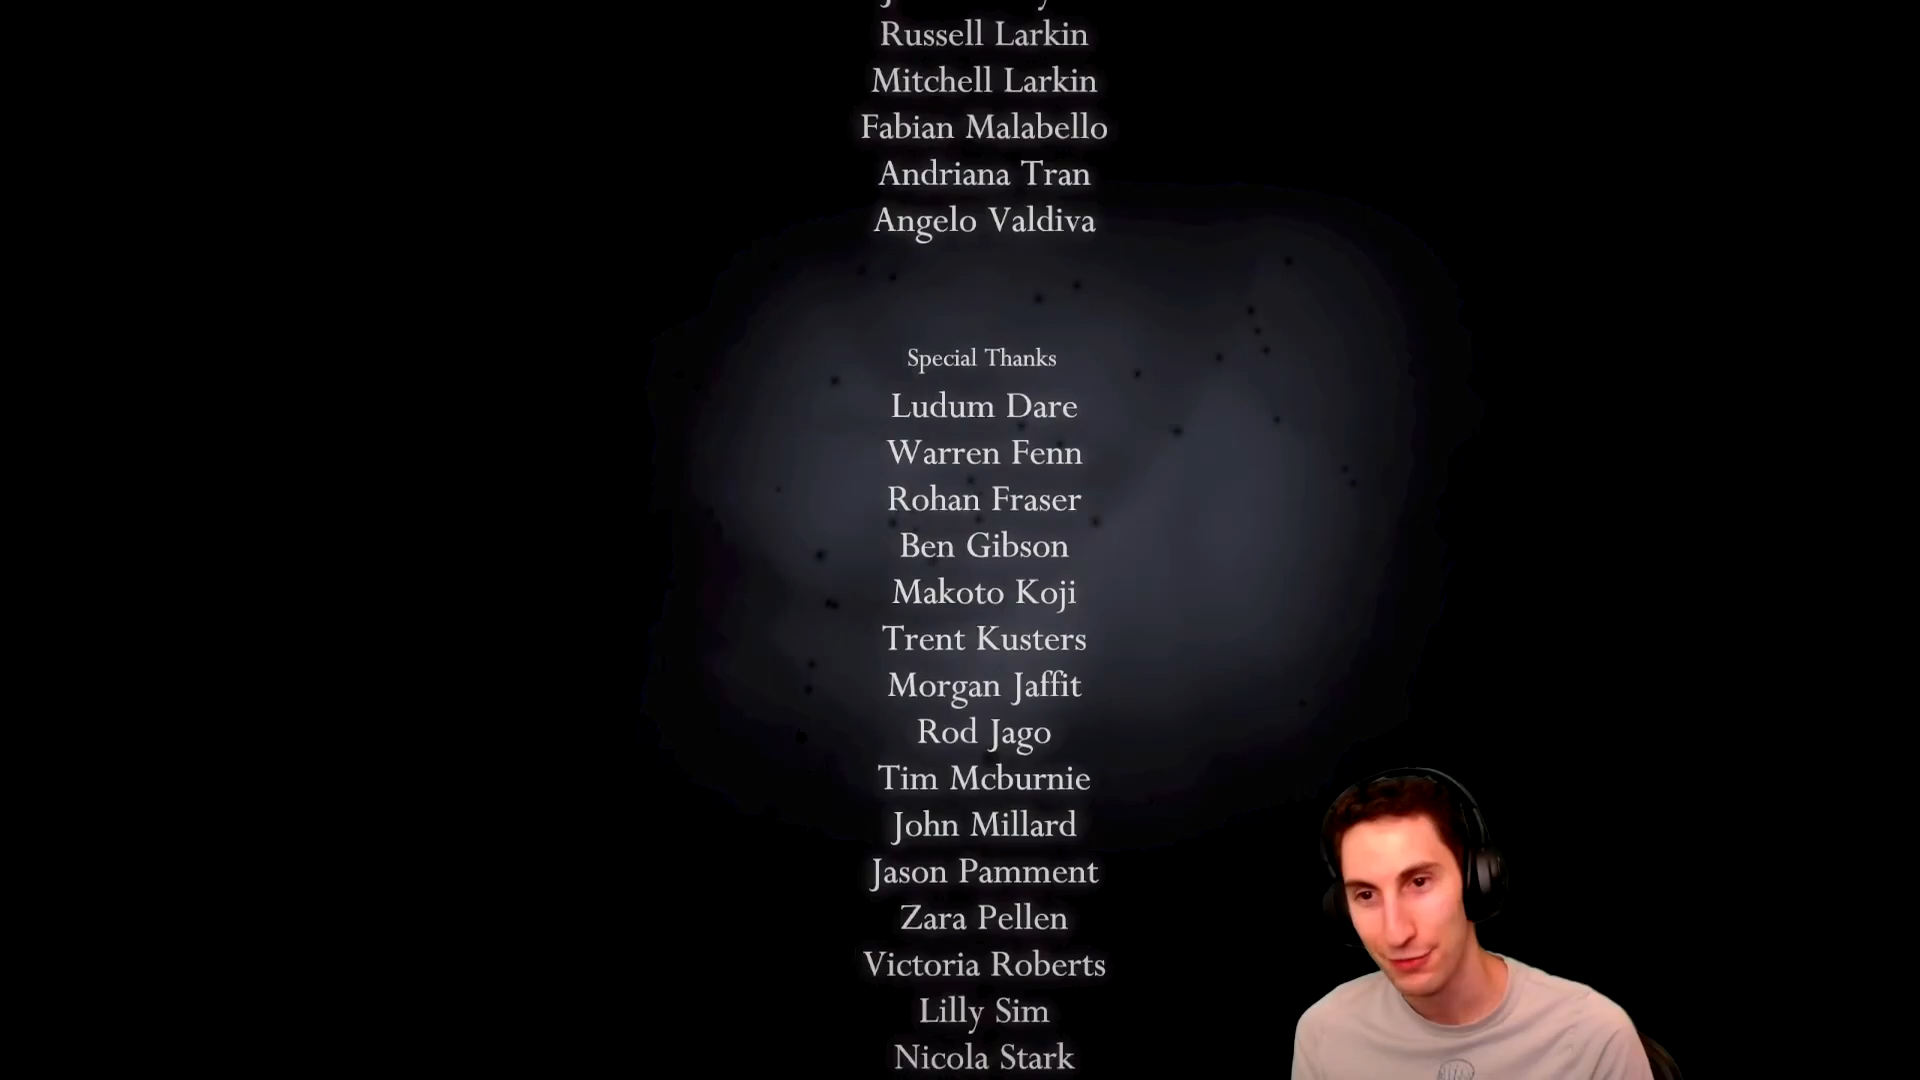 Russell Larkin
Mitchell Larkin
Fabian Malabello
Andriana Tran
Angelo Valdiva
Special Thanks
Ludum Dare
Warren Fenn
Rohan Fraser
Ben Gibson
Makoto Koji
Trent Kusters
Morgan Jaffit
Rod Jago
Tim Mcburnie
John Millard
Jason Pamment
Zara Pellen
Victoria Roberts
Lilly Sim
Nicola Stark